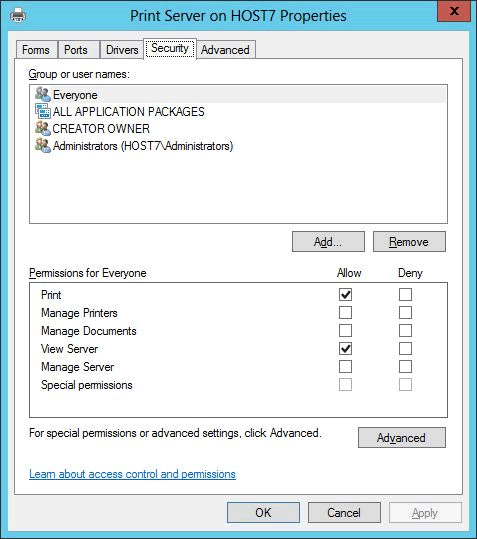 Print Server on HOST7 Properties
x
Forms Ports Drivers Security Advanced
Group or user names:
Everyone
ALL APPLICATION PACKAGES
CREATOR OWNER
Administrators (HOST7\Administrators)
Add... Remove
Permissions for Everyone Allow Deny
Print
Manage Printers
Manage Documents
View Server
Manage Server
Special permissions
For special permissions or advanced settings, click Advanced.
Advanced
Learn about access control and permissions
OK Cancel Apply